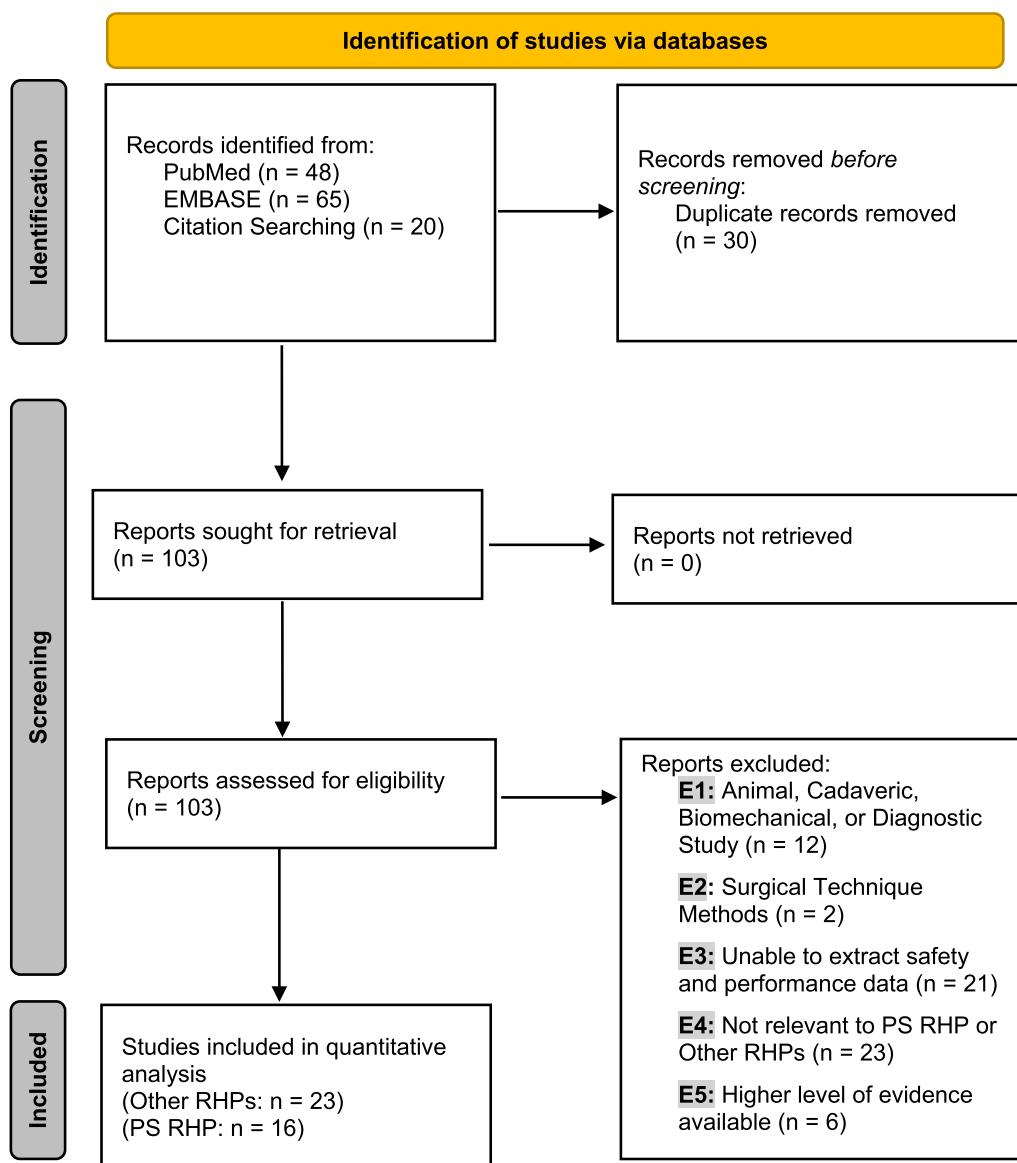 Identification of studies via databases
Identification
Records identified from:
PubMed (n = 48)
EMBASE (n = 65)
Citation Searching (n = 20)
Records removed before
screening:
Duplicate records removed
(n = 30)
Screening
Reports sought for retrieval
(n = 103)
Reports not retrieved
(n = 0)
Reports assessed for eligibility
(n = 103)
Reports excluded:
E1: Animal, Cadaveric,
Biomechanical, or Diagnostic
Study (n = 12)
E2: Surgical Technique
Methods (n = 2)
E3: Unable to extract safety
and performance data (n = 21)
E4: Not relevant to PS RHP or
Other RHPs (n = 23)
E5: Higher level of evidence
available (n = 6)
Included
Studies included in quantitative
analysis
(Other RHPs: n = 23)
(PS RHP: n = 16)